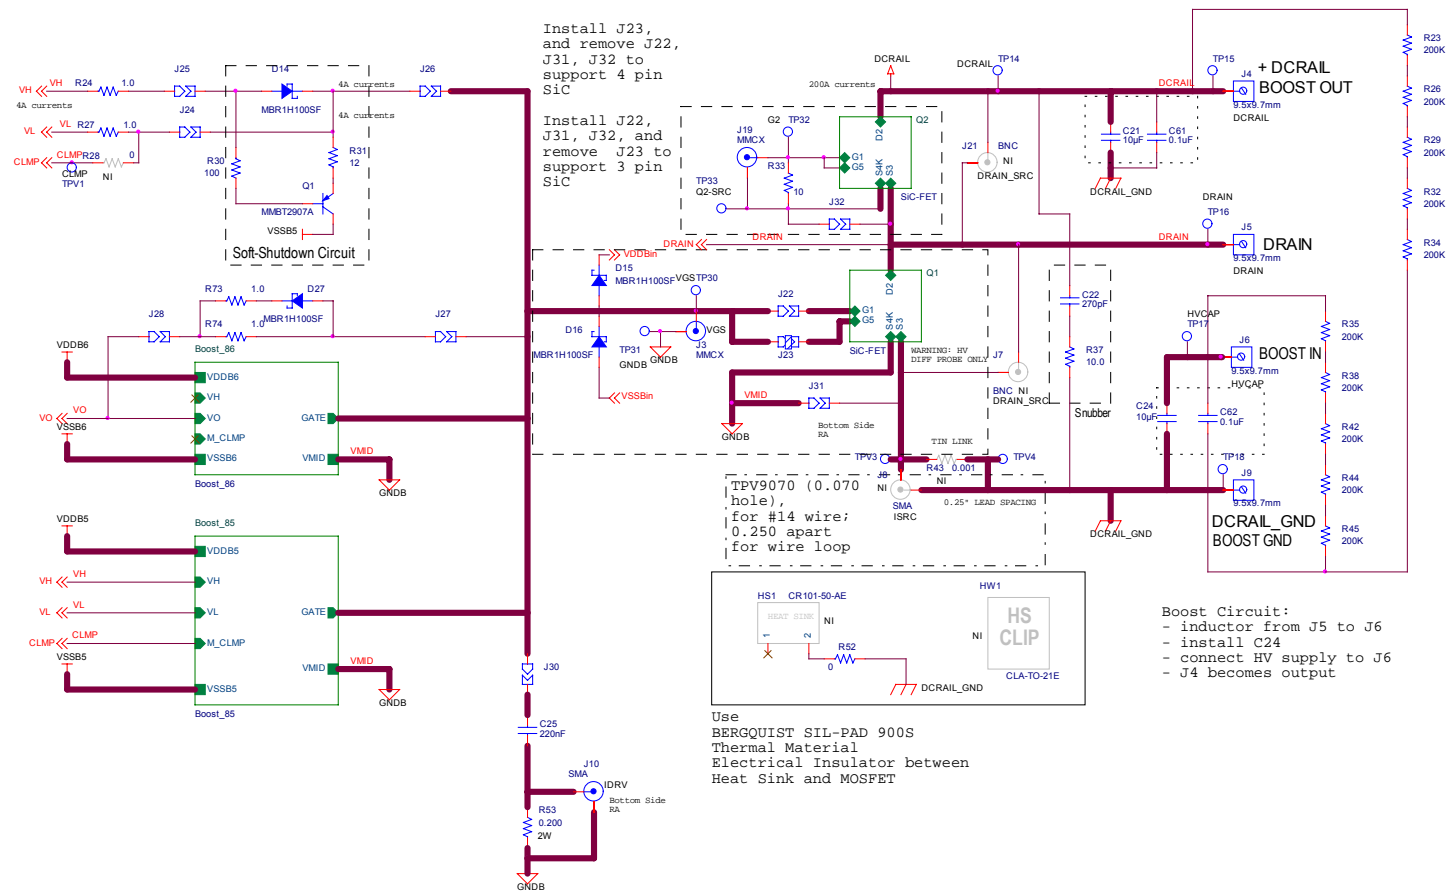 Install J23,
and remove J22,
J31, J32 to
support 4 pin
SiC
Install J22,
J31, J32, and
remove J23 to
support 3 pin
SiC
VH
VH
R24
1.0
4A currents
J25
D14
MBR1H100SF
4A currents
4A currents
J26
VL
VL
R27
1.0
J24
CLMP
CLMP
R28
0
CLMP
TPV1
NI
R30
100
R31
12
Q1
MMBT2907A
VSSB5
Soft-Shutdown Circuit
DCRAIL
200A currents
DCRAIL
TP14
TP15
DCRAIL
J4
+ DCRAIL
BOOST OUT
9.5x9.7mm
DCRAIL
R23
200K
R26
200K
R29
200K
R32
200K
R34
200K
J19
MMCX
G2
TP32
R33
10
TP33
Q2-SRC
J32
Q2
D2
G1
G5
S4K
S3
SiC-FET
J21
BNC
NI
DRAIN_SRC
C21
10µF
C61
0.1uF
DCRAIL_GND
DRAIN
DRAIN
DRAIN
DRAIN
TP16
J5
DRAIN
9.5x9.7mm
DRAIN
VDDBin
D15
MBR1H100SF
VGS
TP30
D16
MBR1H100SF
TP31
GNDB
GNDB
VGS
J3
MMCX
VSSBin
J22
J23
Q1
D2
G1
G5
S4K
S3
SiC-FET
WARNING: HV
DIFF PROBE ONLY
J7
BNC
NI
DRAIN_SRC
C22
270pF
R37
10.0
Snubber
VMID
J31
GNDB
Bottom Side
RA
HVCAP
TP17
J6
BOOST IN
9.5x9.7mm
HVCAP
C24
10µF
C62
0.1uF
R35
200K
R38
200K
R42
200K
R44
200K
R45
200K
TP18
J9
9.5x9.7mm
DCRAIL_GND
BOOST GND
DCRAIL_GND
TIN LINK
TPV3
TPV4
R43
0.001
NI
J8
NI
SMA
ISRC
0.25" LEAD SPACING
TPV9070 (0.070
hole),
for #14 wire;
0.250 apart
for wire loop
R73
1.0
D27
MBR1H100SF
J28
R74
1.0
J27
VDDB6
Boost_86
VDDB6
VH
VO
VO
VO
GATE
VSSB6
M_CLMP
VSSB6
VMID
VMID
GNDB
Boost_86
VDDB5
Boost_85
VDDB5
VH
VH
VH
VL
VL
VL
GATE
CLMP
CLMP
M_CLMP
VSSB5
VMID
VMID
VSSB5
GNDB
Boost_85
J30
C25
220nF
J10
SMA
IDRV
Bottom Side
RA
R53
0.200
2W
GNDB
HS1
CR101-50-AE
HEAT SINK
NI
1
2
R52
0
DCRAIL_GND
HW1
HS
CLIP
NI
CLA-TO-21E
Use
BERGQUIST SIL-PAD 900S
Thermal Material
Electrical Insulator between
Heat Sink and MOSFET
Boost Circuit:
- inductor from J5 to J6
- install C24
- connect HV supply to J6
- J4 becomes output